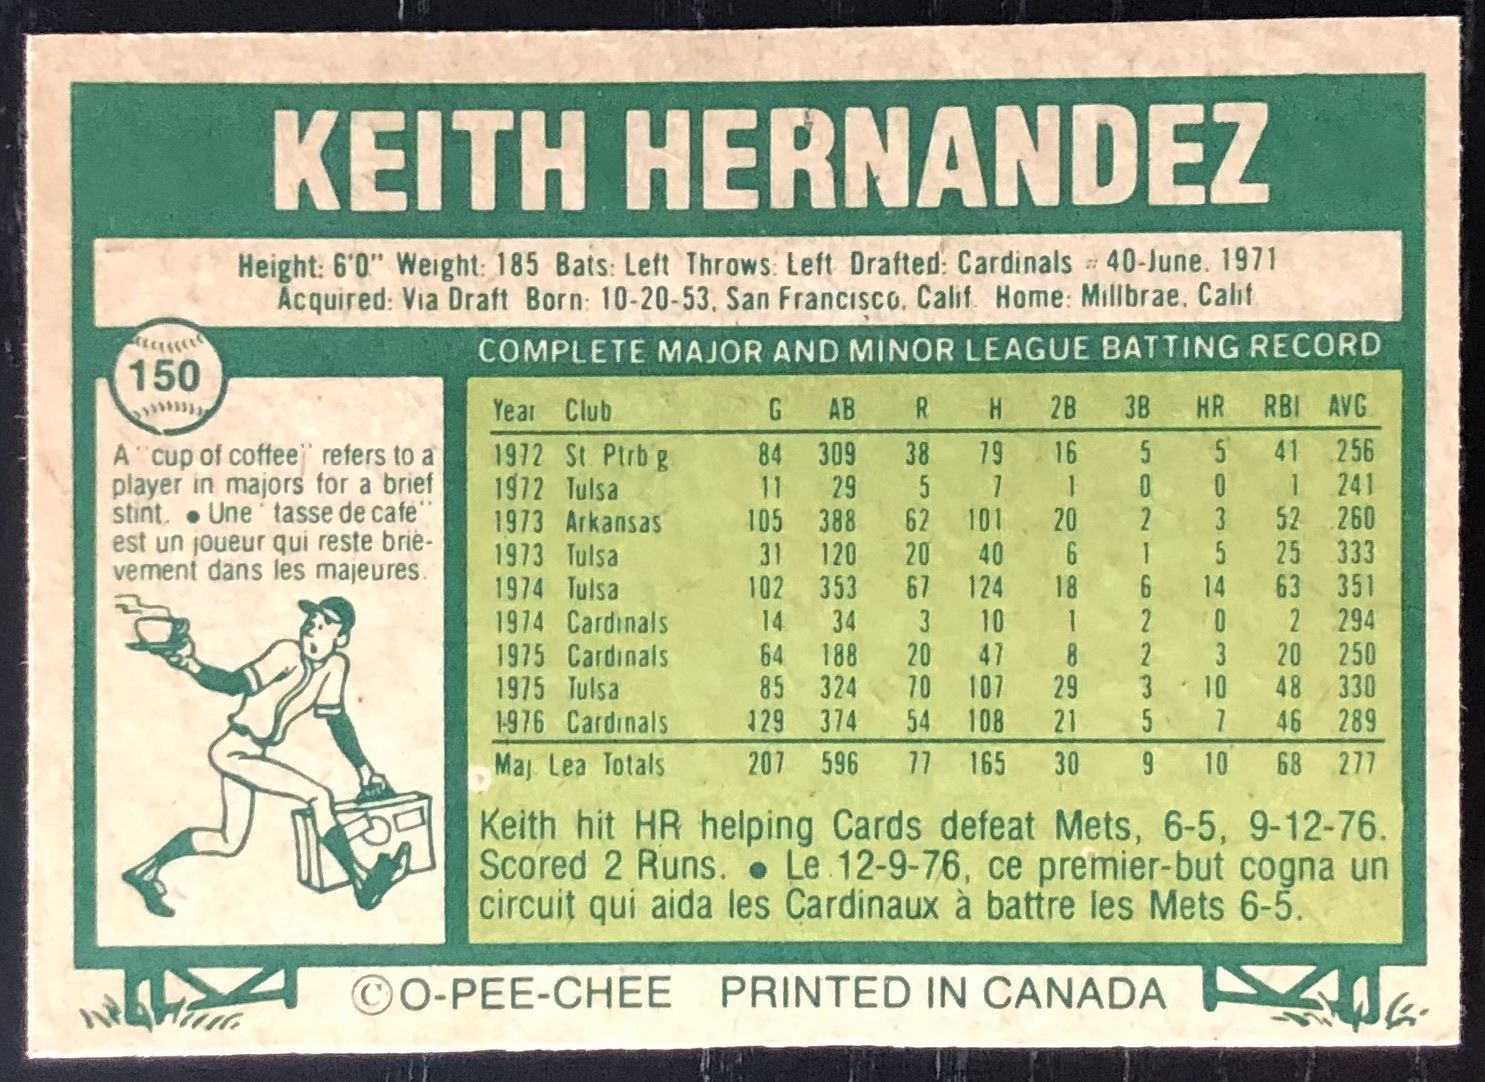 KEITH HERNANDEZ
Height: 6'0" Weight: 185 Bats: Left Throws: Left Drafted: Cardinals - 40-June. 1971
Acquired: Via Draft Born: 10-20-53, San Francisco, Calif. Home: Millbrae, Calif.
150
A "cup of coffee" refers to a
player in majors for a brief
stint. • Une "tasse de café"
est un joueur qui reste briè-
vement dans les majeures.
COMPLETE MAJOR AND MINOR LEAGUE BATTING RECORD
Year Club G AB R H 2B 3B HR RBI AVG
1972 St. Ptrb'g 84 309 38 79 16 5 5 41 .256
1972 Tulsa 11 29 5 7 1 0 0 1 .241
1973 Arkansas 105 388 62 101 20 2 3 52 .260
1973 Tulsa 31 120 20 40 6 1 5 25 .333
1974 Tulsa 102 353 67 124 18 6 14 63 .351
1974 Cardinals 14 34 3 10 1 2 0 2 .294
1975 Cardinals 64 188 20 47 8 2 3 20 .250
1975 Tulsa 85 324 70 107 29 3 10 48 .330
1976 Cardinals 129 374 54 108 21 5 7 46 .289
Maj. Lea. Totals 207 596 77 165 30 9 10 68 .277
Keith hit HR helping Cards defeat Mets, 6-5, 9-12-76.
Scored 2 Runs. • Le 12-9-76, ce premier-but cogna un
circuit qui aida les Cardinaux à battre les Mets 6-5.
©O-PEE-CHEE PRINTED IN CANADA